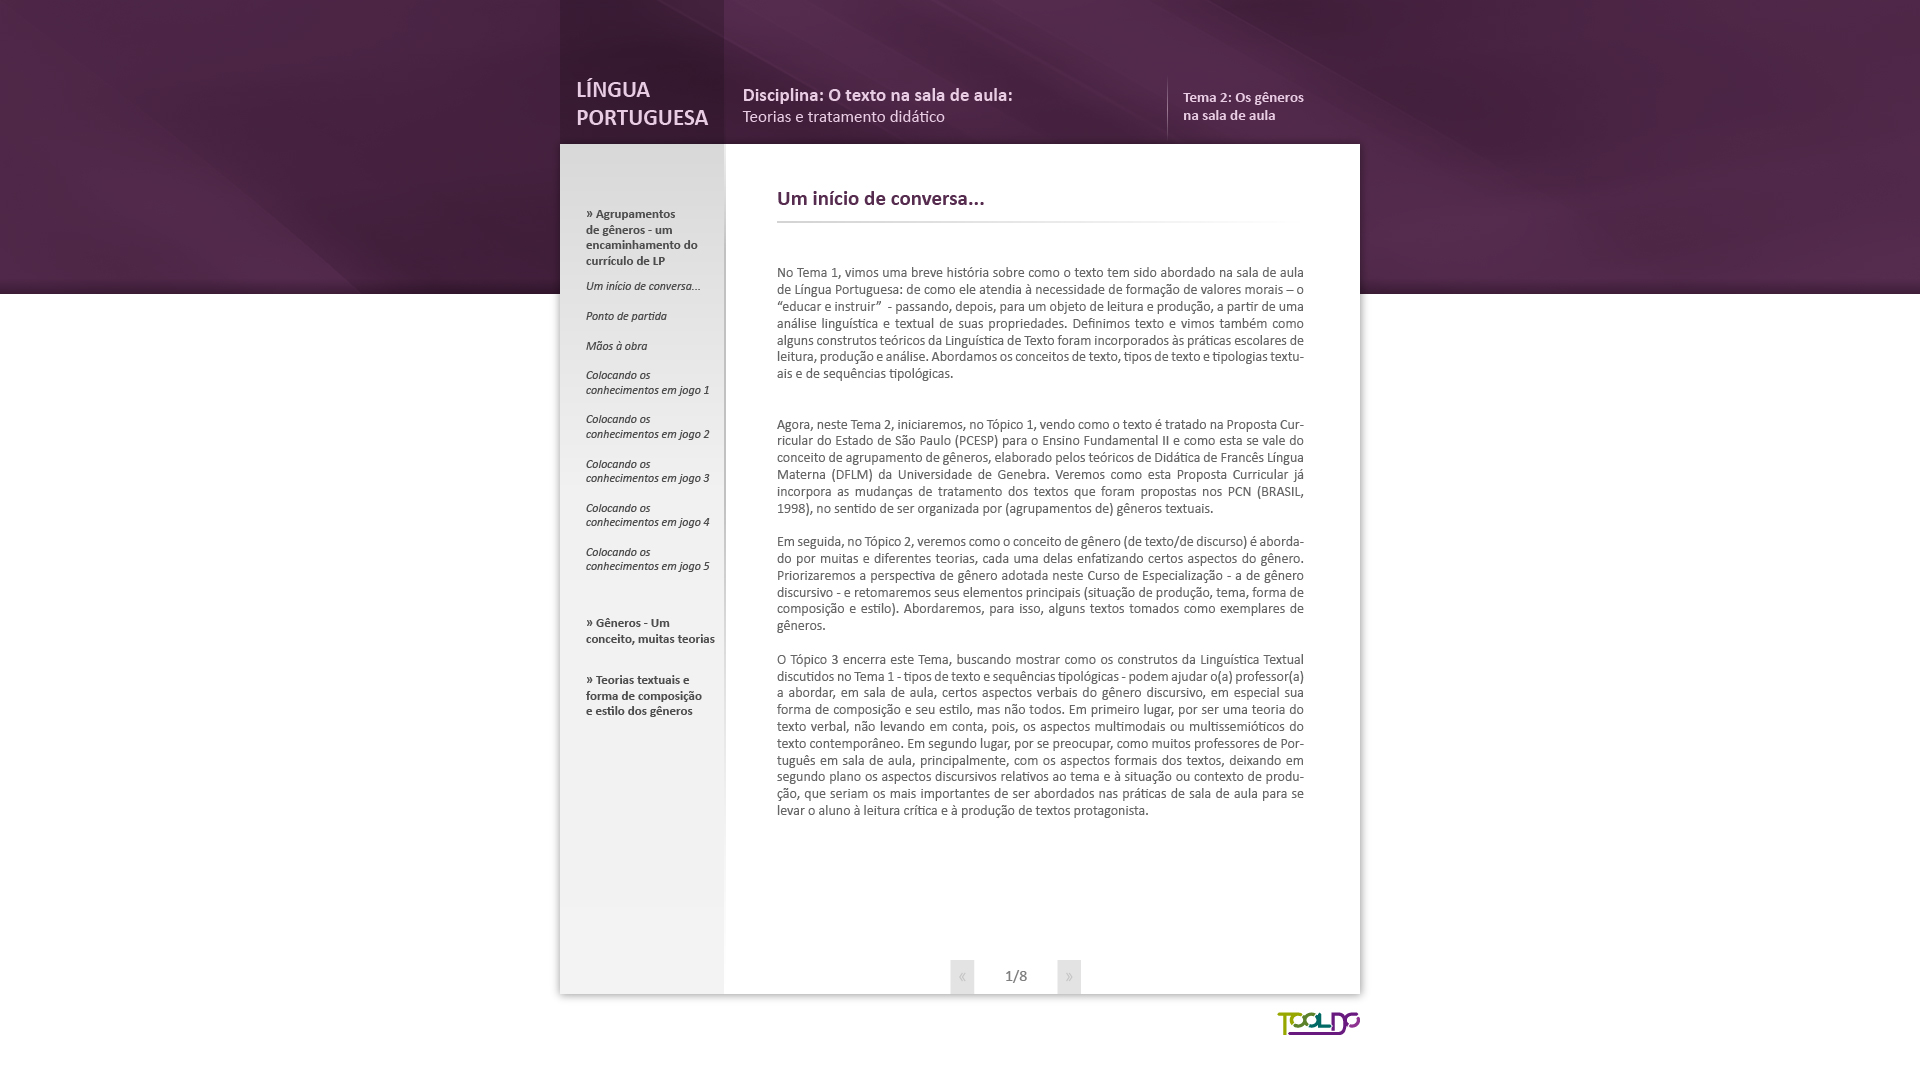 LÍNGUA
PORTUGUESA
Disciplina: O texto na sala de aula:
Teorias e tratamento didático
Tema 2: Os gêneros
na sala de aula
» Agrupamentos
de gêneros - um
encaminhamento do
currículo de LP
Um início de conversa...
Ponto de partida
Mãos à obra
Colocando os
conhecimentos em jogo 1
Colocando os
conhecimentos em jogo 2
Colocando os
conhecimentos em jogo 3
Colocando os
conhecimentos em jogo 4
Colocando os
conhecimentos em jogo 5
» Gêneros - Um
conceito, muitas teorias
» Teorias textuais e
forma de composição
e estilo dos gêneros
Um início de conversa...
No Tema 1, vimos uma breve história sobre como o texto tem sido abordado na sala de aula
de Língua Portuguesa: de como ele atendia à necessidade de formação de valores morais – o
“educar e instruir”  - passando, depois, para um objeto de leitura e produção, a partir de uma
análise linguística e textual de suas propriedades. Definimos texto e vimos também como
alguns construtos teóricos da Linguística de Texto foram incorporados às práticas escolares de
leitura, produção e análise. Abordamos os conceitos de texto, tipos de texto e tipologias textu-
ais e de sequências tipológicas.
Agora, neste Tema 2, iniciaremos, no Tópico 1, vendo como o texto é tratado na Proposta Cur-
ricular do Estado de São Paulo (PCESP) para o Ensino Fundamental II e como esta se vale do
conceito de agrupamento de gêneros, elaborado pelos teóricos de Didática de Francês Língua
Materna (DFLM) da Universidade de Genebra. Veremos como esta Proposta Curricular já
incorpora as mudanças de tratamento dos textos que foram propostas nos PCN (BRASIL,
1998), no sentido de ser organizada por (agrupamentos de) gêneros textuais.
Em seguida, no Tópico 2, veremos como o conceito de gênero (de texto/de discurso) é aborda-
do por muitas e diferentes teorias, cada uma delas enfatizando certos aspectos do gênero.
Priorizaremos a perspectiva de gênero adotada neste Curso de Especialização - a de gênero
discursivo - e retomaremos seus elementos principais (situação de produção, tema, forma de
composição e estilo). Abordaremos, para isso, alguns textos tomados como exemplares de
gêneros.
O Tópico 3 encerra este Tema, buscando mostrar como os construtos da Linguística Textual
discutidos no Tema 1 - tipos de texto e sequências tipológicas - podem ajudar o(a) professor(a)
a abordar, em sala de aula, certos aspectos verbais do gênero discursivo, em especial sua
forma de composição e seu estilo, mas não todos. Em primeiro lugar, por ser uma teoria do
texto verbal, não levando em conta, pois, os aspectos multimodais ou multissemióticos do
texto contemporâneo. Em segundo lugar, por se preocupar, como muitos professores de Por-
tuguês em sala de aula, principalmente, com os aspectos formais dos textos, deixando em
segundo plano os aspectos discursivos relativos ao tema e à situação ou contexto de produ-
ção, que seriam os mais importantes de ser abordados nas práticas de sala de aula para se
levar o aluno à leitura crítica e à produção de textos protagonista.
« 1/8 »
TOOLDO